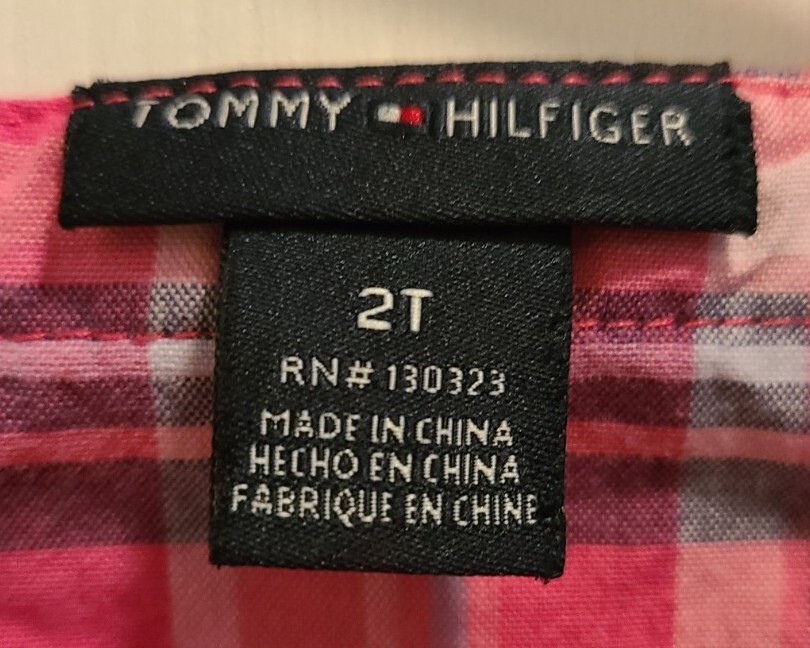 TOMMY HILFIGER
2T
RN# 130323
MADE IN CHINA
HECHO EN CHINA
FABRIQUE EN CHINE